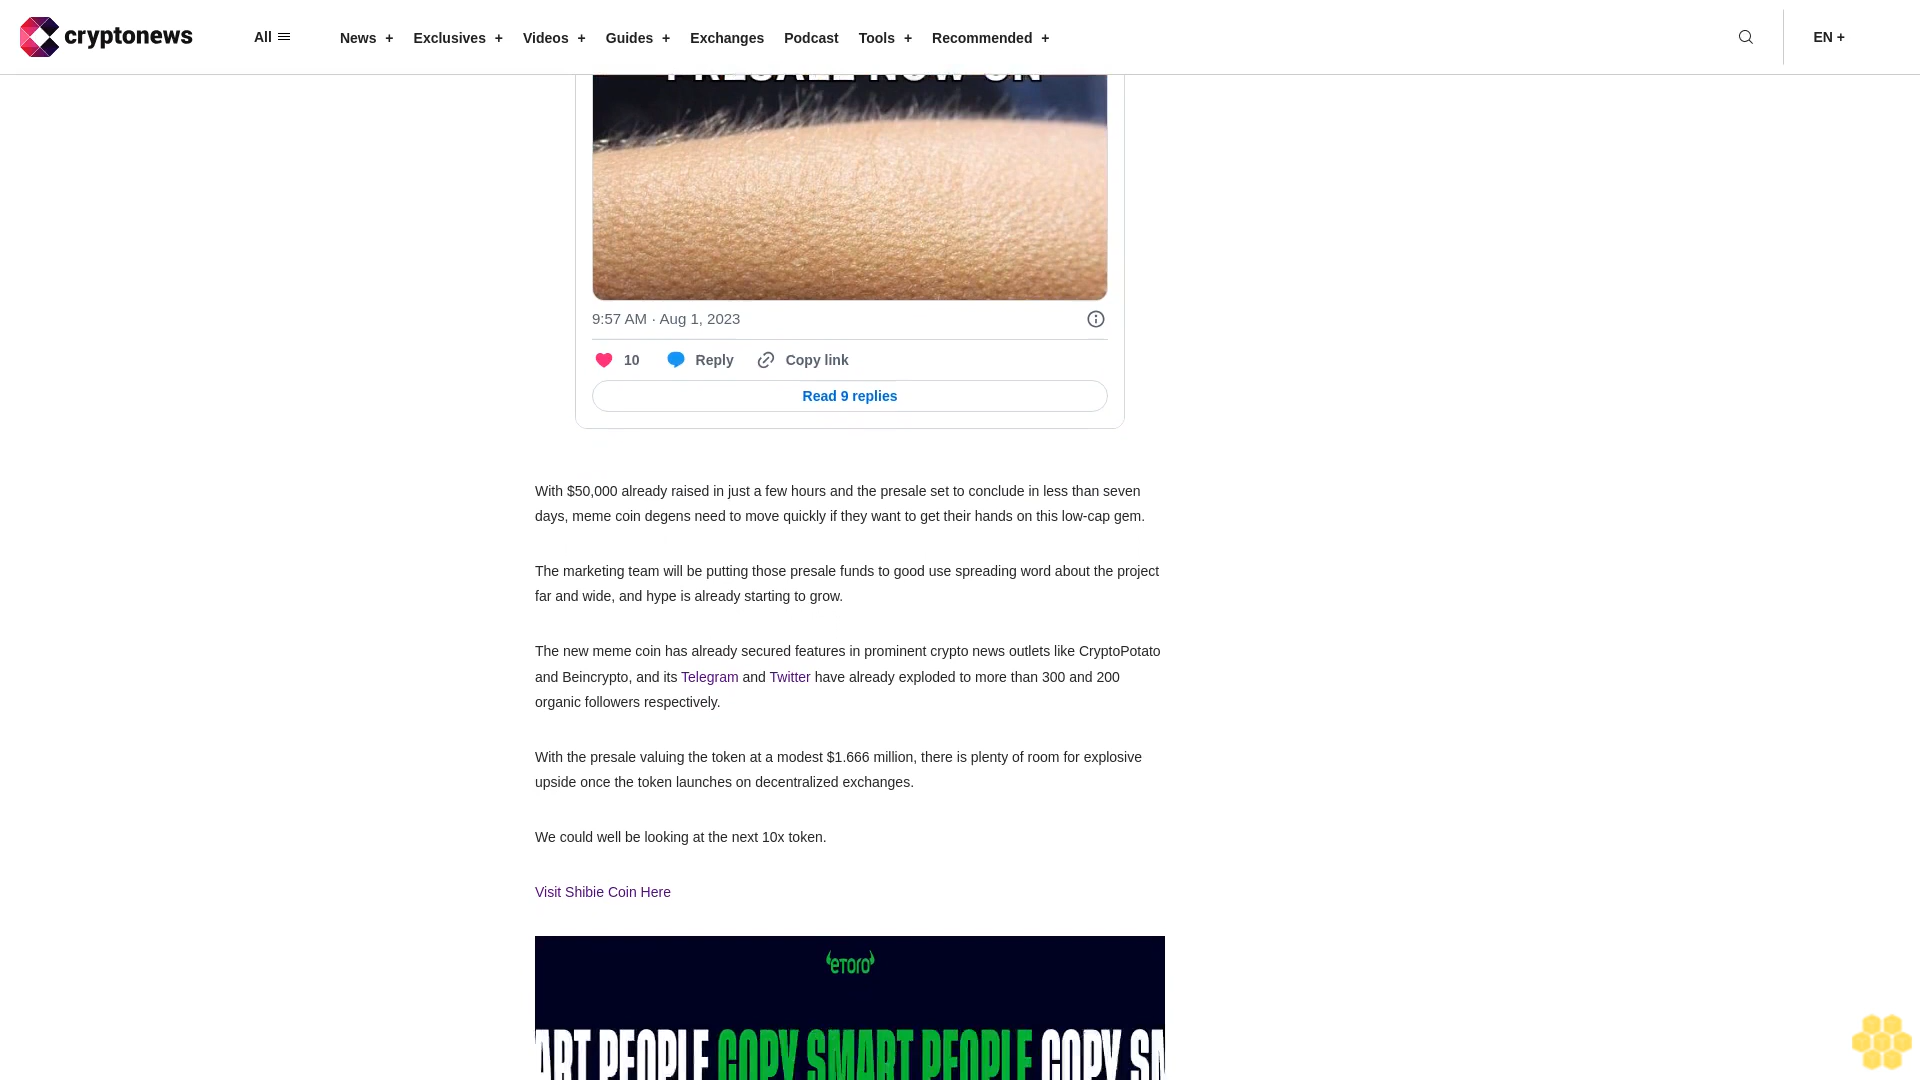 cryptonews
All
News +
Exclusives +
Videos +
Guides +
Exchanges
Podcast
Tools +
Recommended +
EN +
PRESALE NOW ON
9:57 AM · Aug 1, 2023
10
Reply
Copy link
Read 9 replies
With $50,000 already raised in just a few hours and the presale set to conclude in less than seven
days, meme coin degens need to move quickly if they want to get their hands on this low-cap gem.
The marketing team will be putting those presale funds to good use spreading word about the project
far and wide, and hype is already starting to grow.
The new meme coin has already secured features in prominent crypto news outlets like CryptoPotato
and Beincrypto, and its Telegram and Twitter have already exploded to more than 300 and 200
organic followers respectively.
With the presale valuing the token at a modest $1.666 million, there is plenty of room for explosive
upside once the token launches on decentralized exchanges.
We could well be looking at the next 10x token.
Visit Shibie Coin Here
eToro
ART PEOPLE COPY SMART PEOPLE COPY SM